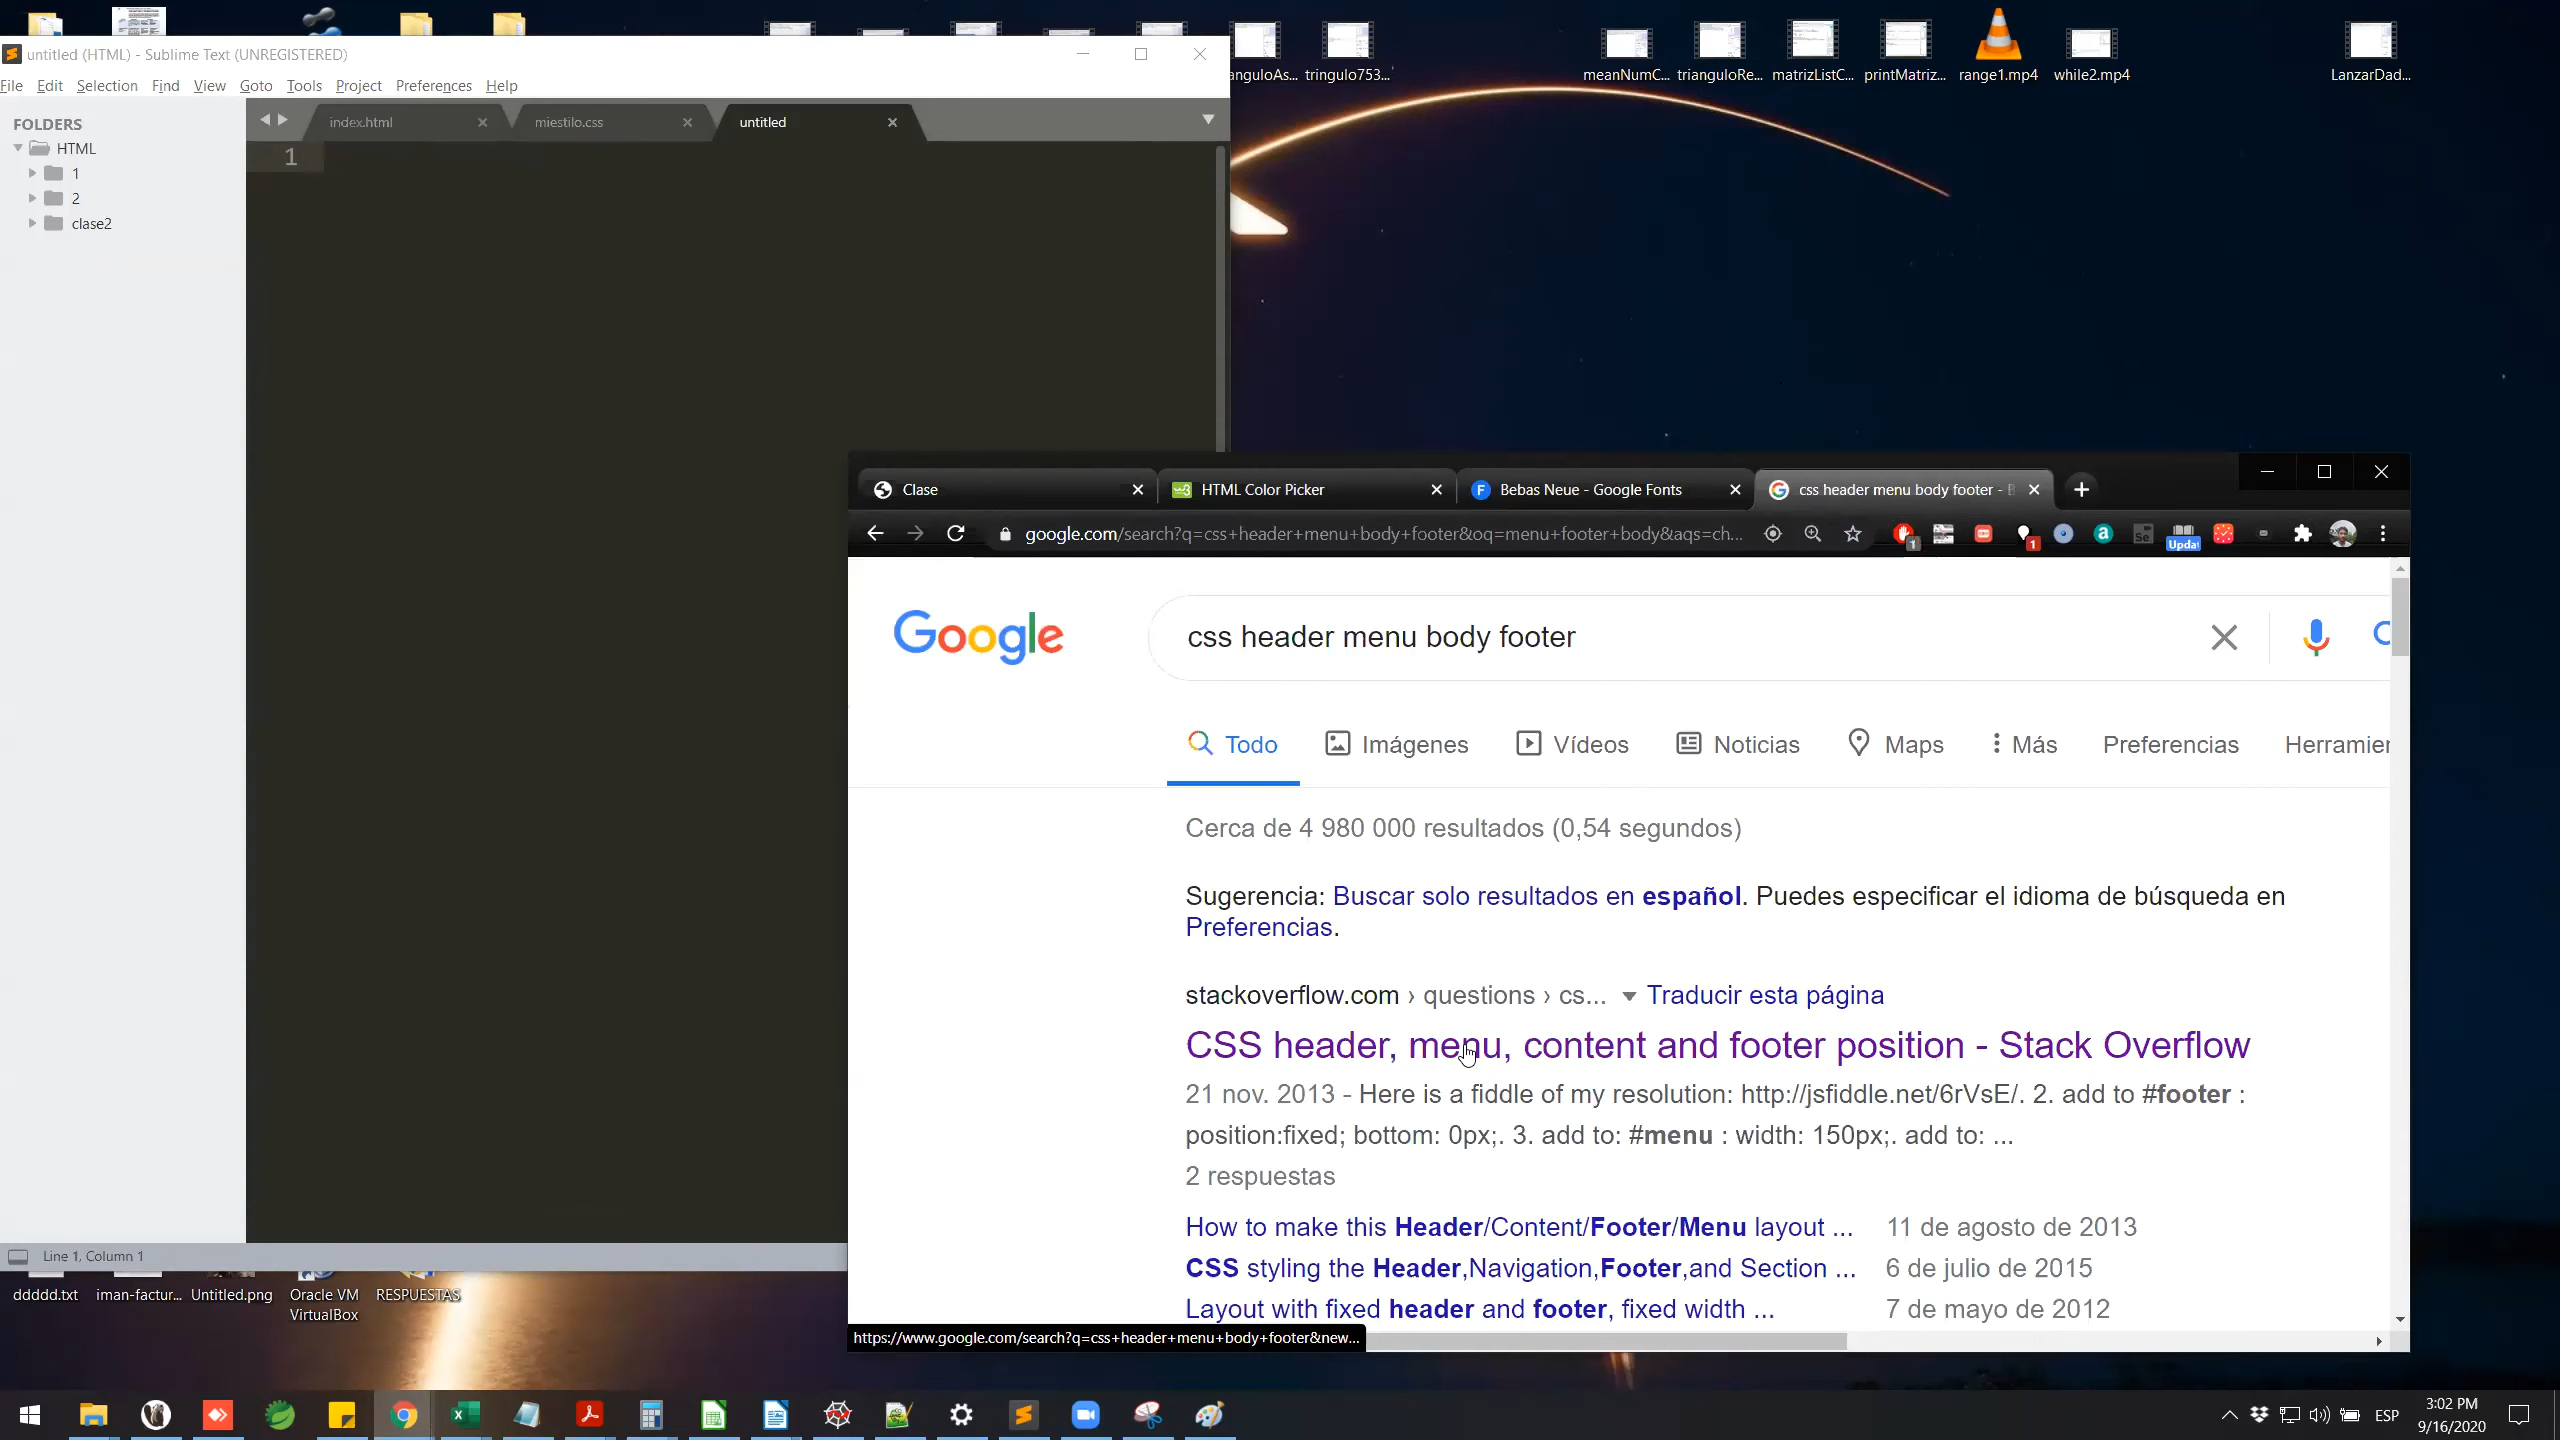 anguloAs...
tringulo753...
meanNumC...
trianguloRe...
matrizListC...
printMatriz...
range1.mp4
while2.mp4
LanzarDad...
untitled (HTML) - Sublime Text (UNREGISTERED)
File Edit Selection Find View Goto Tools Project Preferences Help
FOLDERS
HTML
1
2
clase2
index.html
miestilo.css
untitled
1
Line 1, Column 1
Clase
HTML Color Picker
Bebas Neue - Google Fonts
css header menu body footer - B
google.com/search?q=css+header+menu+body+footer&oq=menu+footer+body&aqs=ch...
1
1
Se
Updat
Google
css header menu body footer
Todo
Imágenes
Vídeos
Noticias
Maps
Más
Preferencias
Herramien
Cerca de 4 980 000 resultados (0,54 segundos)
Sugerencia: Buscar solo resultados en español. Puedes especificar el idioma de búsqueda en
Preferencias.
stackoverflow.com › questions › cs... Traducir esta página
CSS header, menu, content and footer position - Stack Overflow
21 nov. 2013 - Here is a fiddle of my resolution: http://jsfiddle.net/6rVsE/. 2. add to #footer :
position:fixed; bottom: 0px;. 3. add to: #menu : width: 150px;. add to: ...
2 respuestas
How to make this Header/Content/Footer/Menu layout ... 11 de agosto de 2013
CSS styling the Header,Navigation,Footer,and Section ... 6 de julio de 2015
Layout with fixed header and footer, fixed width ... 7 de mayo de 2012
https://www.google.com/search?q=css+header+menu+body+footer&new...
ddddd.txt
iman-factur...
Untitled.png
Oracle VM
VirtualBox
RESPUESTAS
ESP
3:02 PM
9/16/2020